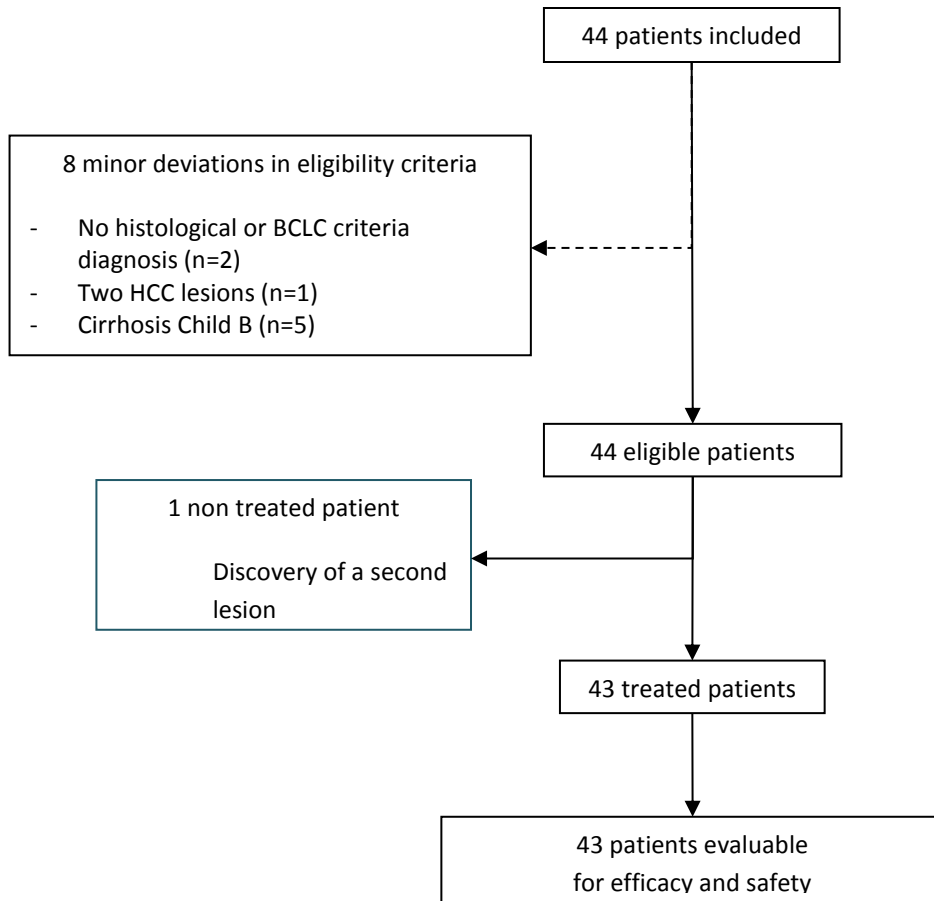 44 patients included
8 minor deviations in eligibility criteria
- No histological or BCLC criteria
diagnosis (n=2)
- Two HCC lesions (n=1)
- Cirrhosis Child B (n=5)
44 eligible patients
1 non treated patient
Discovery of a second
lesion
43 treated patients
43 patients evaluable
for efficacy and safety